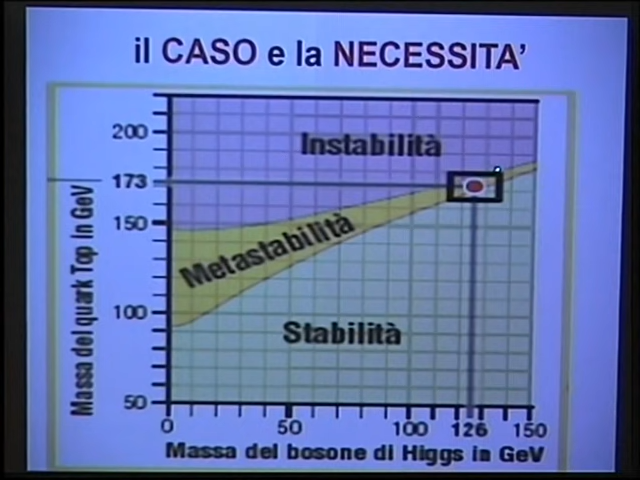 il CASO e la NECESSITA'
Instabilità
Metastabilità
Stabilità
Massa del quark Top in GeV
200
173
150
100
50
0
50
100
126
150
Massa del bosone di Higgs in GeV